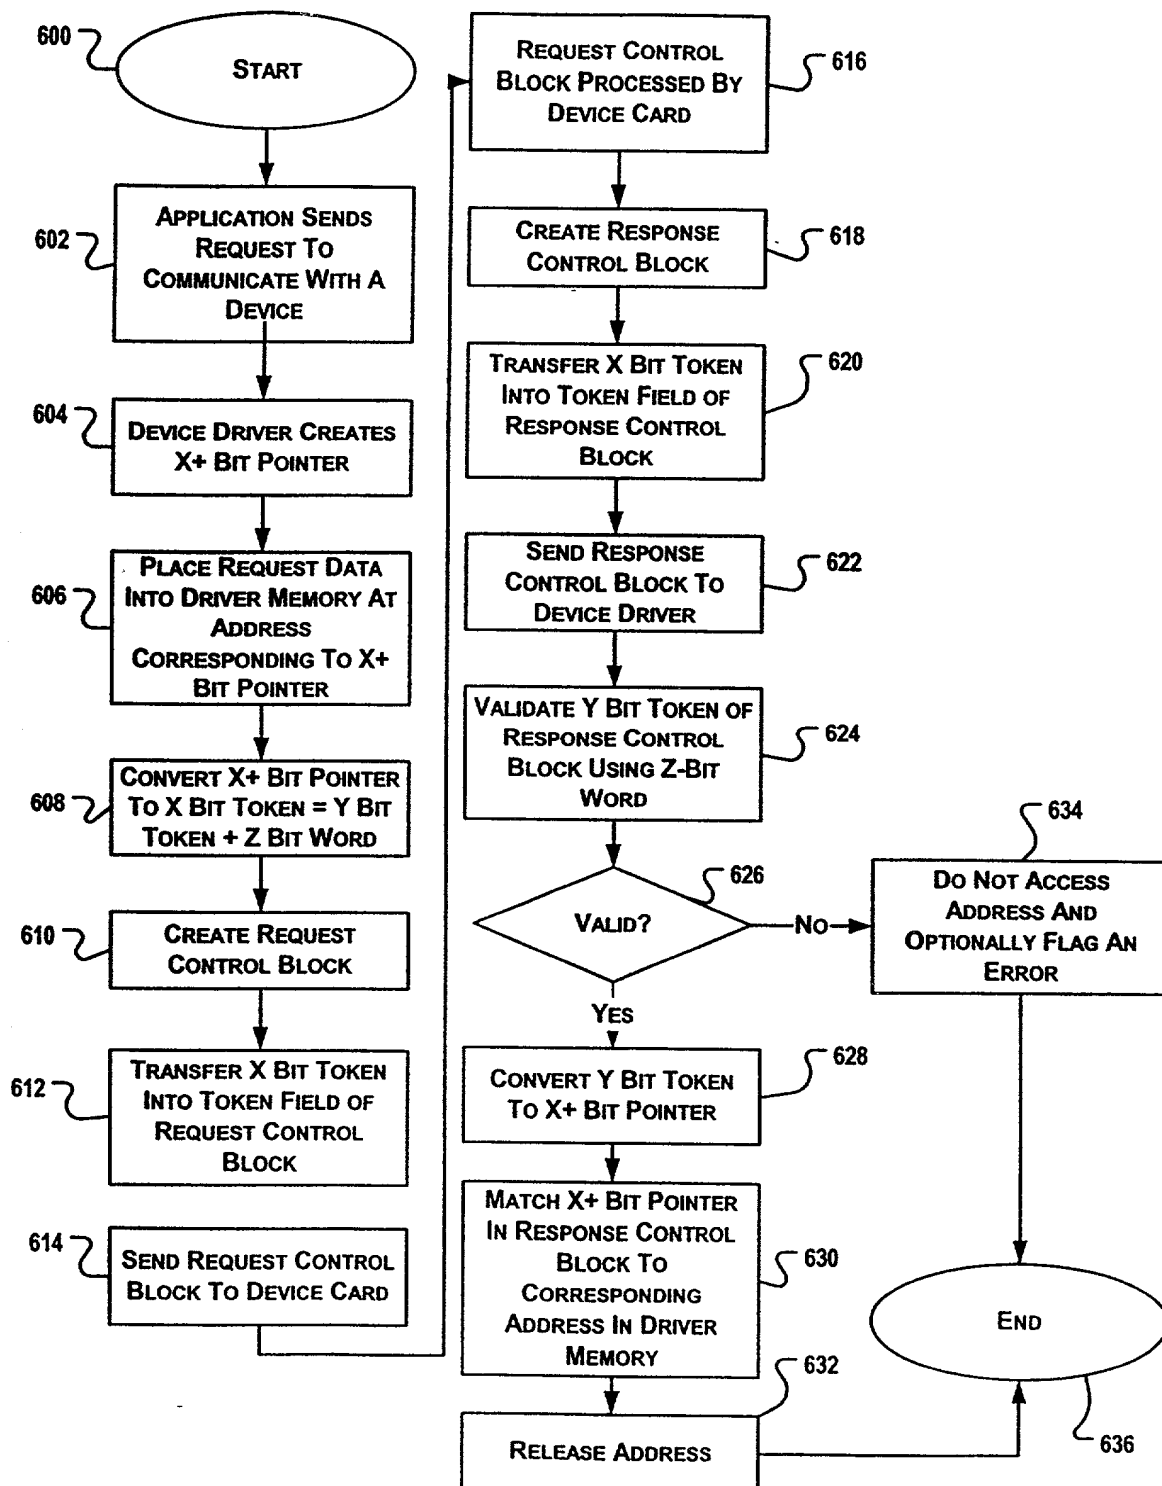 600
START
602
APPLICATION SENDS
REQUEST TO
COMMUNICATE WITH A
DEVICE
604
DEVICE DRIVER CREATES
X+ BIT POINTER
606
PLACE REQUEST DATA
INTO DRIVER MEMORY AT
ADDRESS
CORRESPONDING TO X+
BIT POINTER
608
CONVERT X+ BIT POINTER
TO X BIT TOKEN = Y BIT
TOKEN + Z BIT WORD
610
CREATE REQUEST
CONTROL BLOCK
612
TRANSFER X BIT TOKEN
INTO TOKEN FIELD OF
REQUEST CONTROL
BLOCK
614
SEND REQUEST CONTROL
BLOCK TO DEVICE CARD
REQUEST CONTROL
BLOCK PROCESSED BY
DEVICE CARD
616
CREATE RESPONSE
CONTROL BLOCK
618
TRANSFER X BIT TOKEN
INTO TOKEN FIELD OF
RESPONSE CONTROL
BLOCK
620
SEND RESPONSE
CONTROL BLOCK TO
DEVICE DRIVER
622
VALIDATE Y BIT TOKEN OF
RESPONSE CONTROL
BLOCK USING Z-BIT
WORD
624
VALID?
626
NO
YES
634
DO NOT ACCESS
ADDRESS AND
OPTIONALLY FLAG AN
ERROR
CONVERT Y BIT TOKEN
TO X+ BIT POINTER
628
MATCH X+ BIT POINTER
IN RESPONSE CONTROL
BLOCK TO
CORRESPONDING
ADDRESS IN DRIVER
MEMORY
630
RELEASE ADDRESS
632
END
636